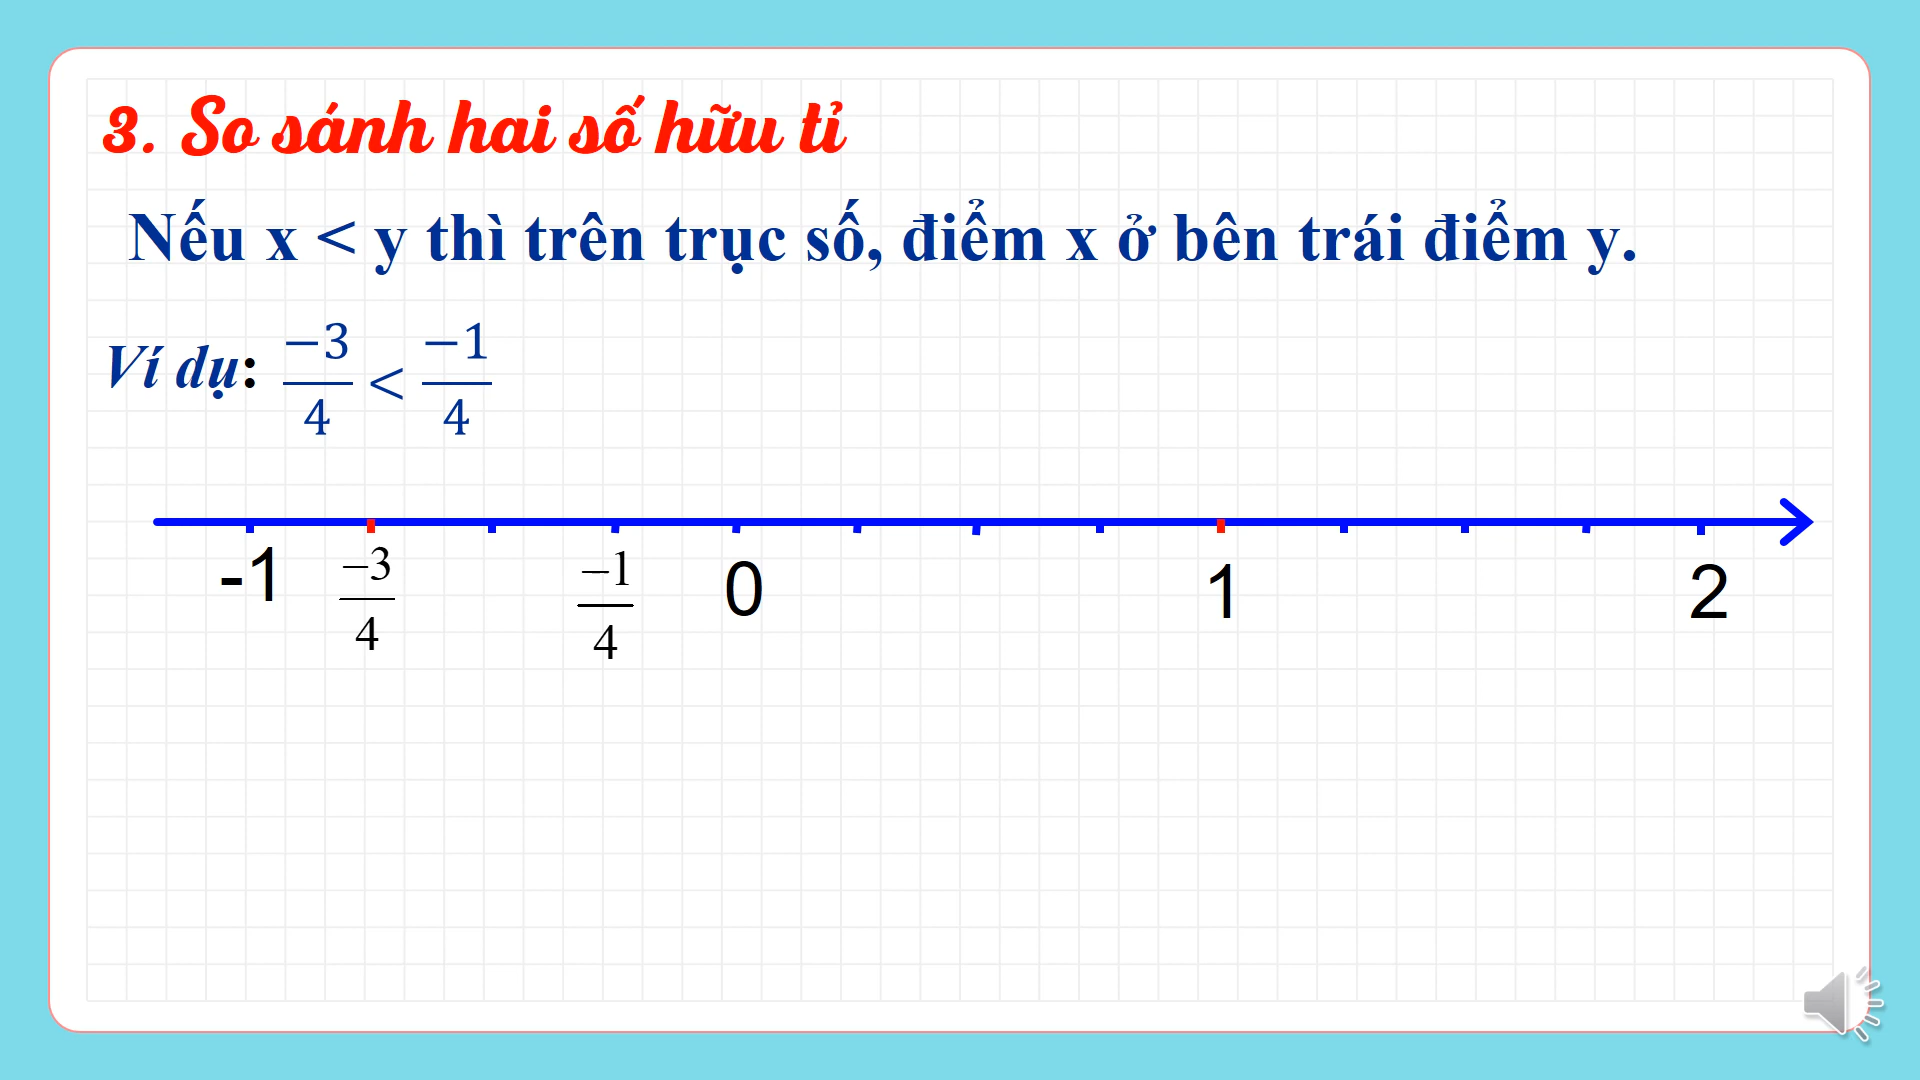 3. So sánh hai số hữu tỉ
Nếu x < y thì trên trục số, điểm x ở bên trái điểm y.
Ví dụ: −3/4 < −1/4
-1 −3/4 −1/4 0 1 2